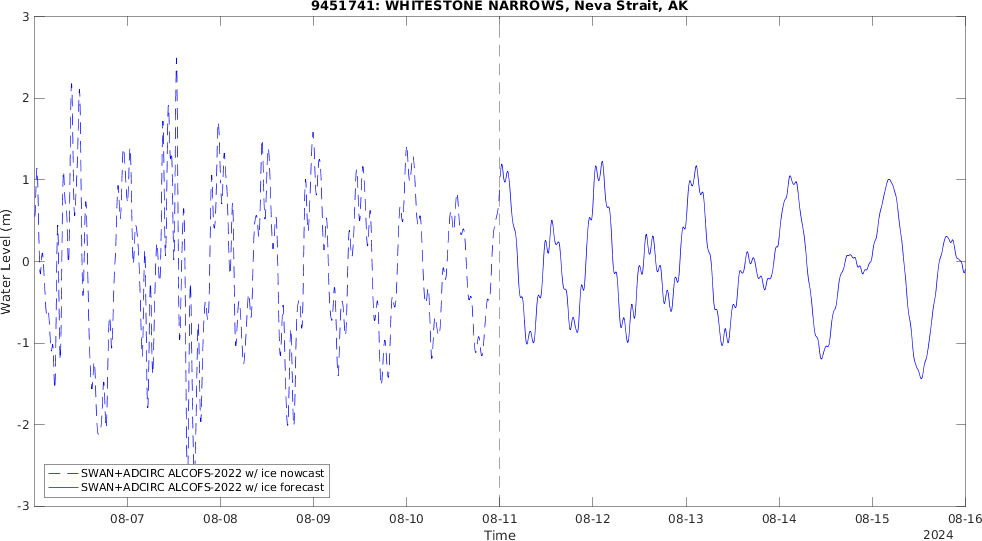 9451741: WHITESTONE NARROWS, Neva Strait, AK
3
2
1
0
-1
-2
-3
Water Level (m)
SWAN+ADCIRC ALCOFS-2022 w/ ice nowcast
SWAN+ADCIRC ALCOFS-2022 w/ ice forecast
08-07 08-08 08-09 08-10 08-11 08-12 08-13 08-14 08-15 08-16
Time
2024